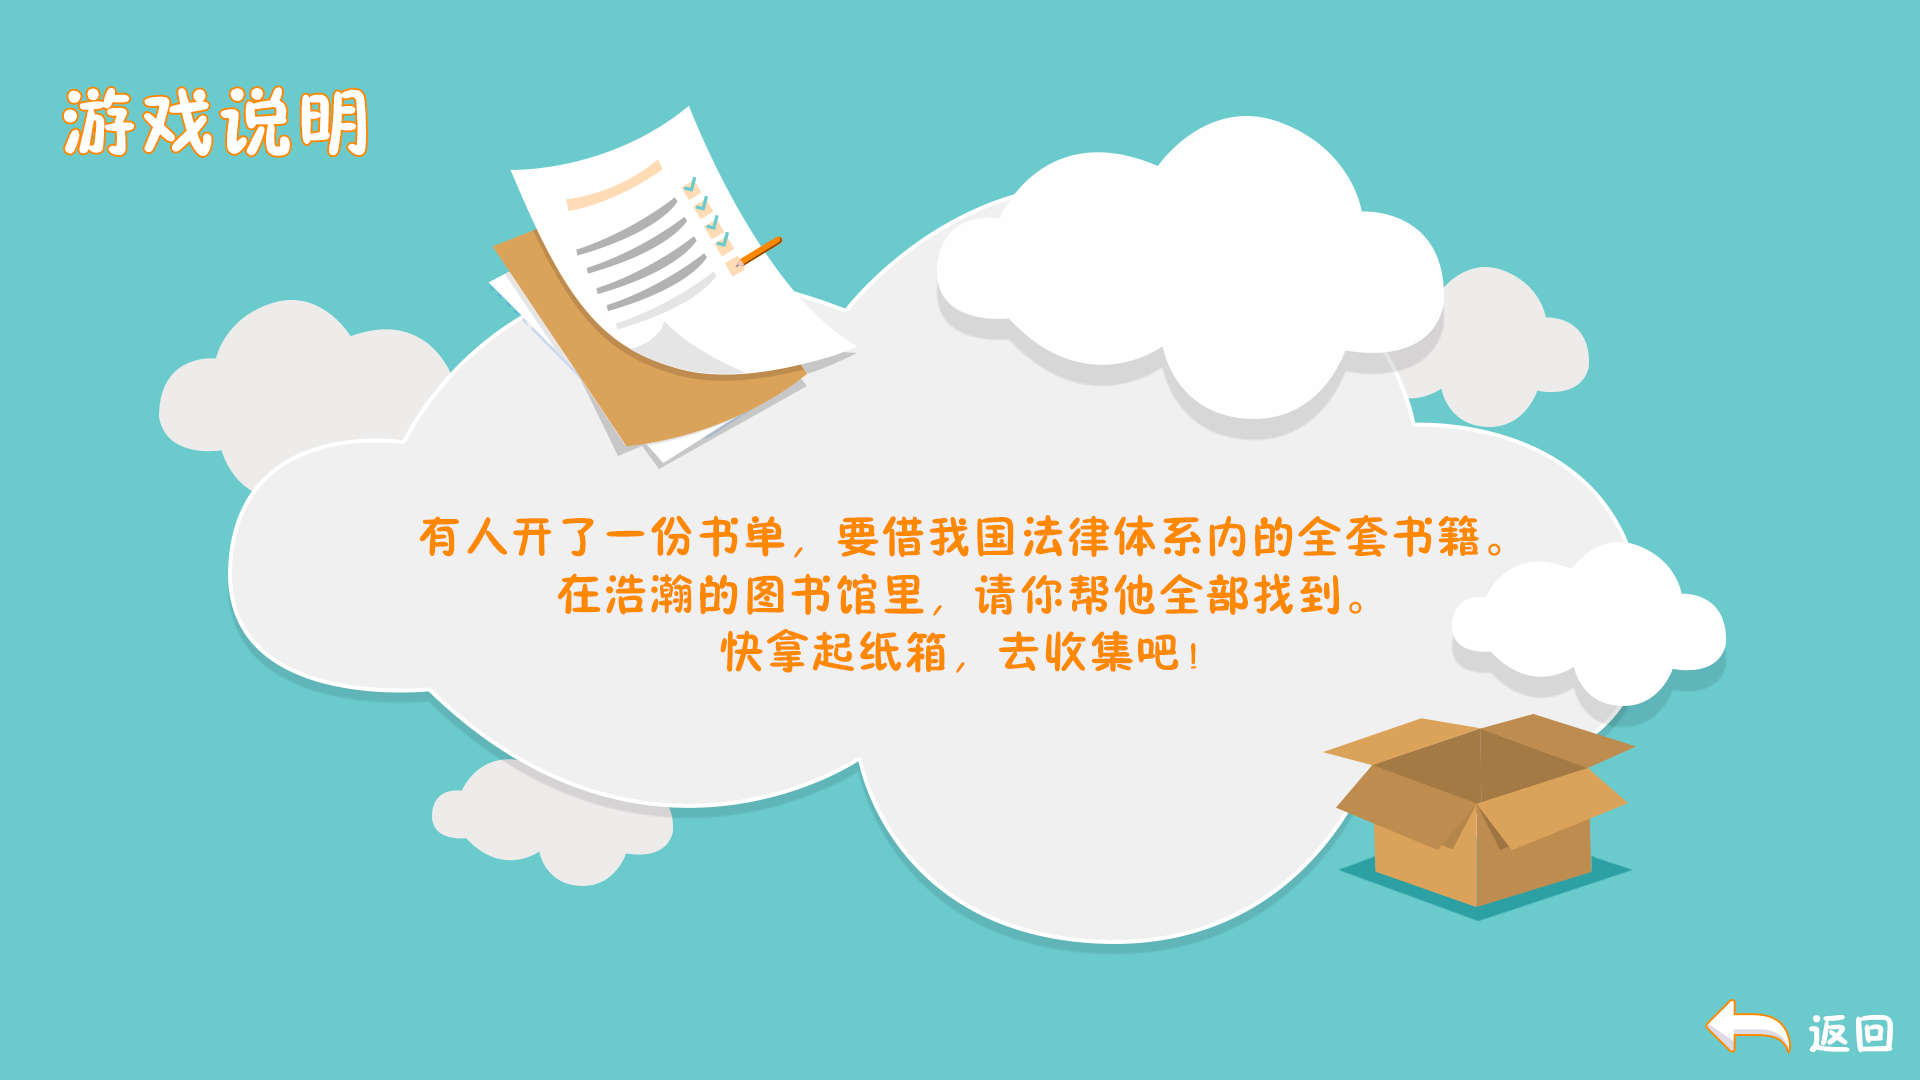 游戏说明
有人开了一份书单，要借我国法律体系内的全套书籍。
在浩瀚的图书馆里，请你帮他全部找到。
快拿起纸箱，去收集吧！
返回